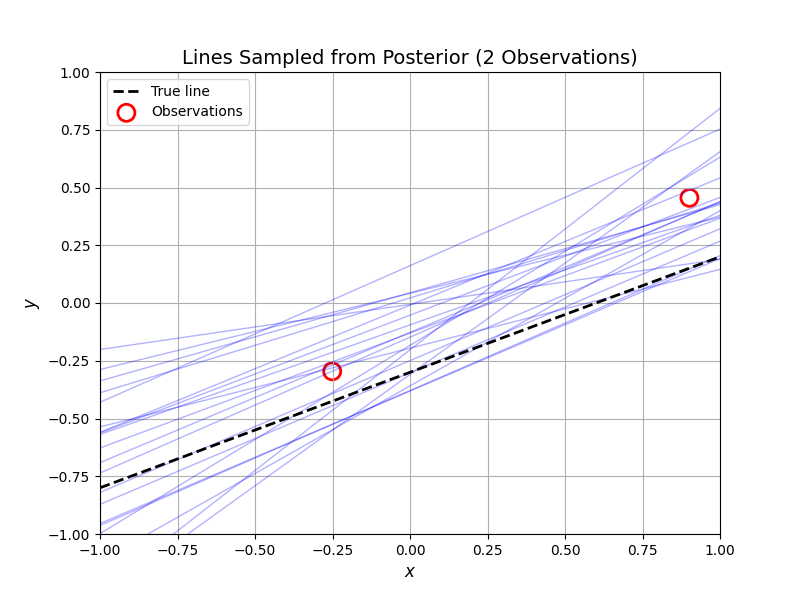 Lines Sampled from Posterior (2 Observations)
True line
Observations
1.00
0.75
0.50
0.25
0.00
−0.25
−0.50
−0.75
−1.00
y
−1.00 −0.75 −0.50 −0.25 0.00 0.25 0.50 0.75 1.00
x